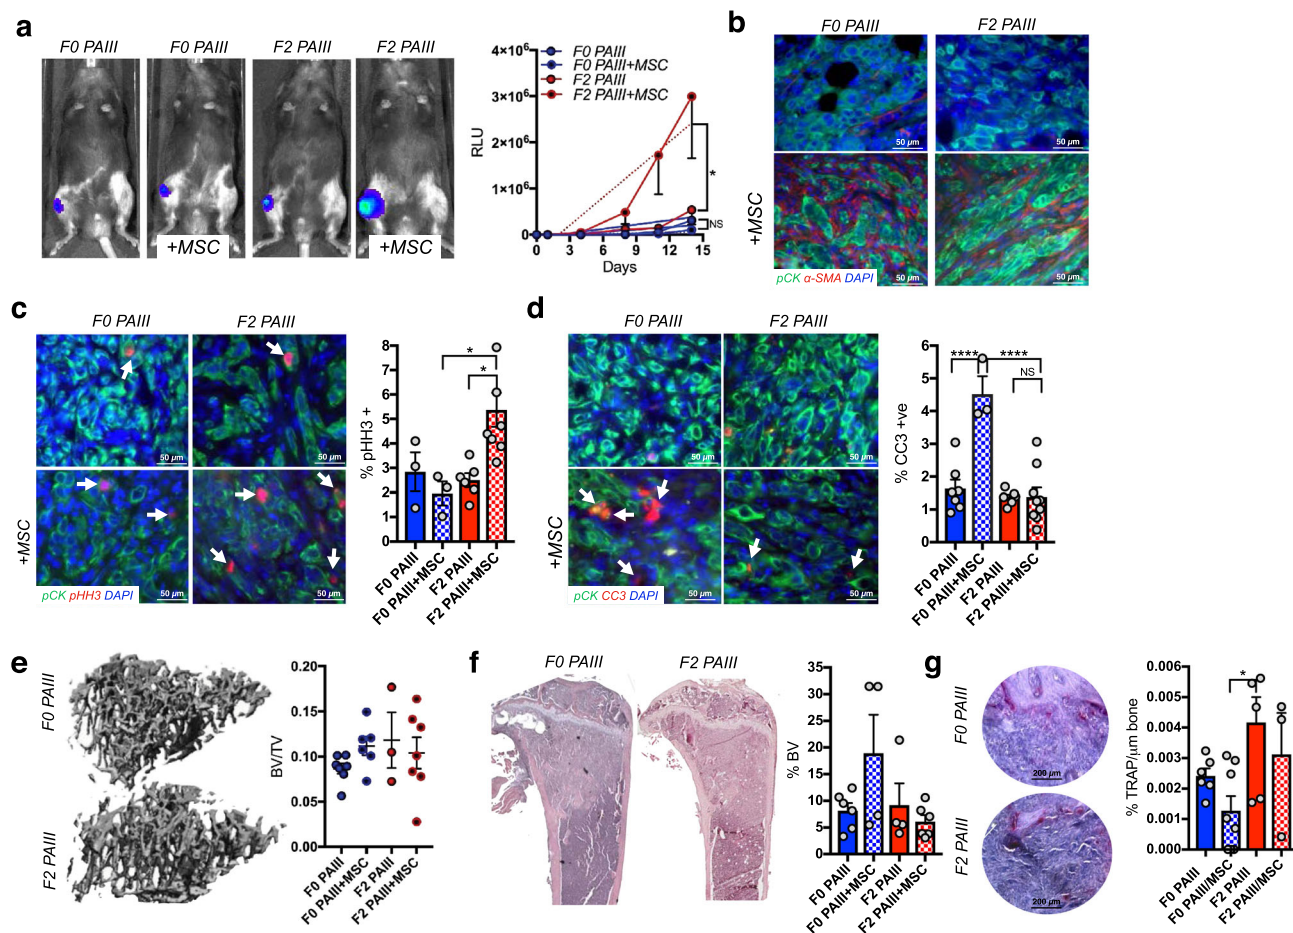 a
F0 PAIII
F0 PAIII
F2 PAIII
F2 PAIII
+MSC
+MSC
RLU
4×10⁶
3×10⁶
2×10⁶
1×10⁶
0
0
3
6
9
12
15
Days
F0 PAIII
F0 PAIII+MSC
F2 PAIII
F2 PAIII+MSC
*
NS
b
F0 PAIII
F2 PAIII
+MSC
50 µm
50 µm
50 µm
50 µm
pCK α-SMA DAPI
c
F0 PAIII
F2 PAIII
+MSC
50 µm
50 µm
50 µm
50 µm
pCK pHH3 DAPI
% pHH3 +
8
7
6
5
4
3
2
1
0
*
*
F0 PAIII
F0 PAIII+MSC
F2 PAIII
F2 PAIII+MSC
d
F0 PAIII
F2 PAIII
+MSC
50 µm
50 µm
50 µm
50 µm
pCK CC3 DAPI
% CC3 +ve
6
5
4
3
2
1
0
****
****
NS
F0 PAIII
F0 PAIII+MSC
F2 PAIII
F2 PAIII+MSC
e
F0 PAIII
F2 PAIII
BV/TV
0.20
0.15
0.10
0.05
0.00
F0 PAIII
F0 PAIII+MSC
F2 PAIII
F2 PAIII+MSC
f
F0 PAIII
F2 PAIII
% BV
35
30
25
20
15
10
5
0
F0 PAIII
F0 PAIII+MSC
F2 PAIII
F2 PAIII+MSC
g
F0 PAIII
F2 PAIII
200 µm
200 µm
% TRAP/µm bone
0.006
0.005
0.004
0.003
0.002
0.001
0.000
*
F0 PAIII
F0 PAIII/MSC
F2 PAIII
F2 PAIII/MSC